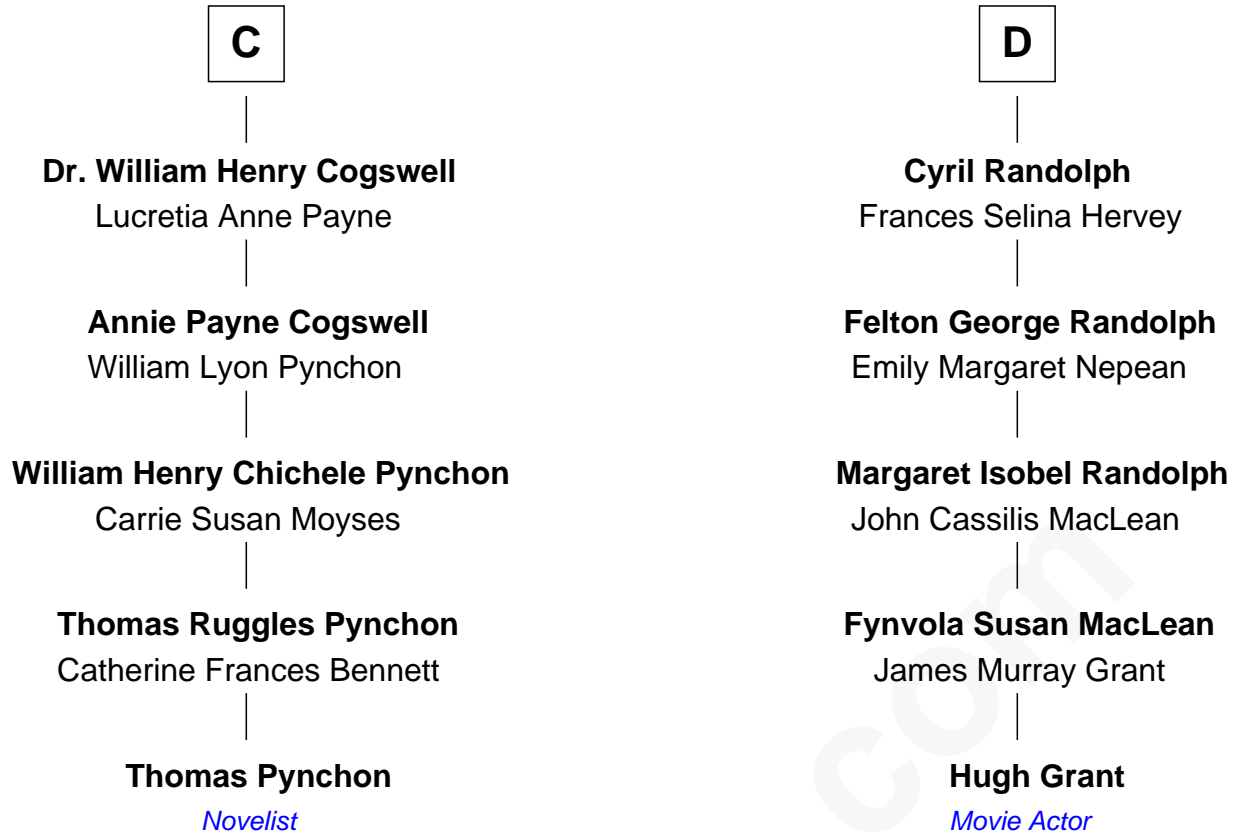 C
Dr. William Henry Cogswell
Lucretia Anne Payne
Annie Payne Cogswell
William Lyon Pynchon
William Henry Chichele Pynchon
Carrie Susan Moyses
Thomas Ruggles Pynchon
Catherine Frances Bennett
Thomas Pynchon
Novelist
D
Cyril Randolph
Frances Selina Hervey
Felton George Randolph
Emily Margaret Nepean
Margaret Isobel Randolph
John Cassilis MacLean
Fynvola Susan MacLean
James Murray Grant
Hugh Grant
Movie Actor
com